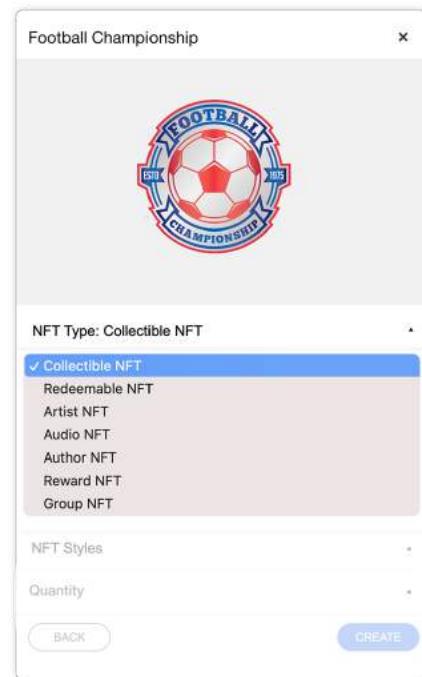 Football Championship ×
FOOTBALL
ESTD 1975
CHAMPIONSHIP
NFT Type: Collectible NFT
✓ Collectible NFT
Redeemable NFT
Artist NFT
Audio NFT
Author NFT
Reward NFT
Group NFT
NFT Styles
Quantity
BACK CREATE